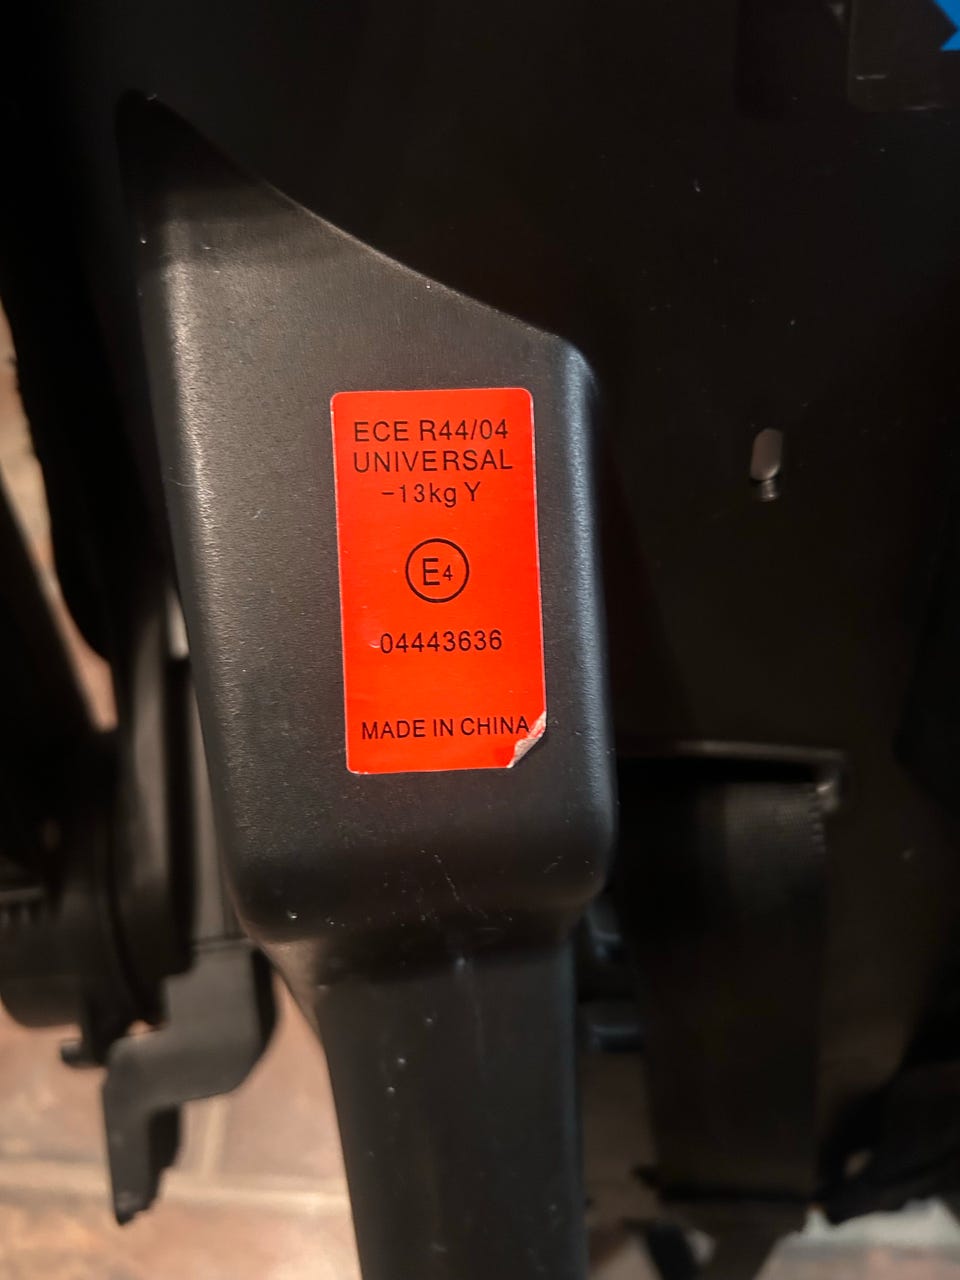 ECE R44/04
UNIVERSAL
-13kg Y
E4
04443636
MADE IN CHINA